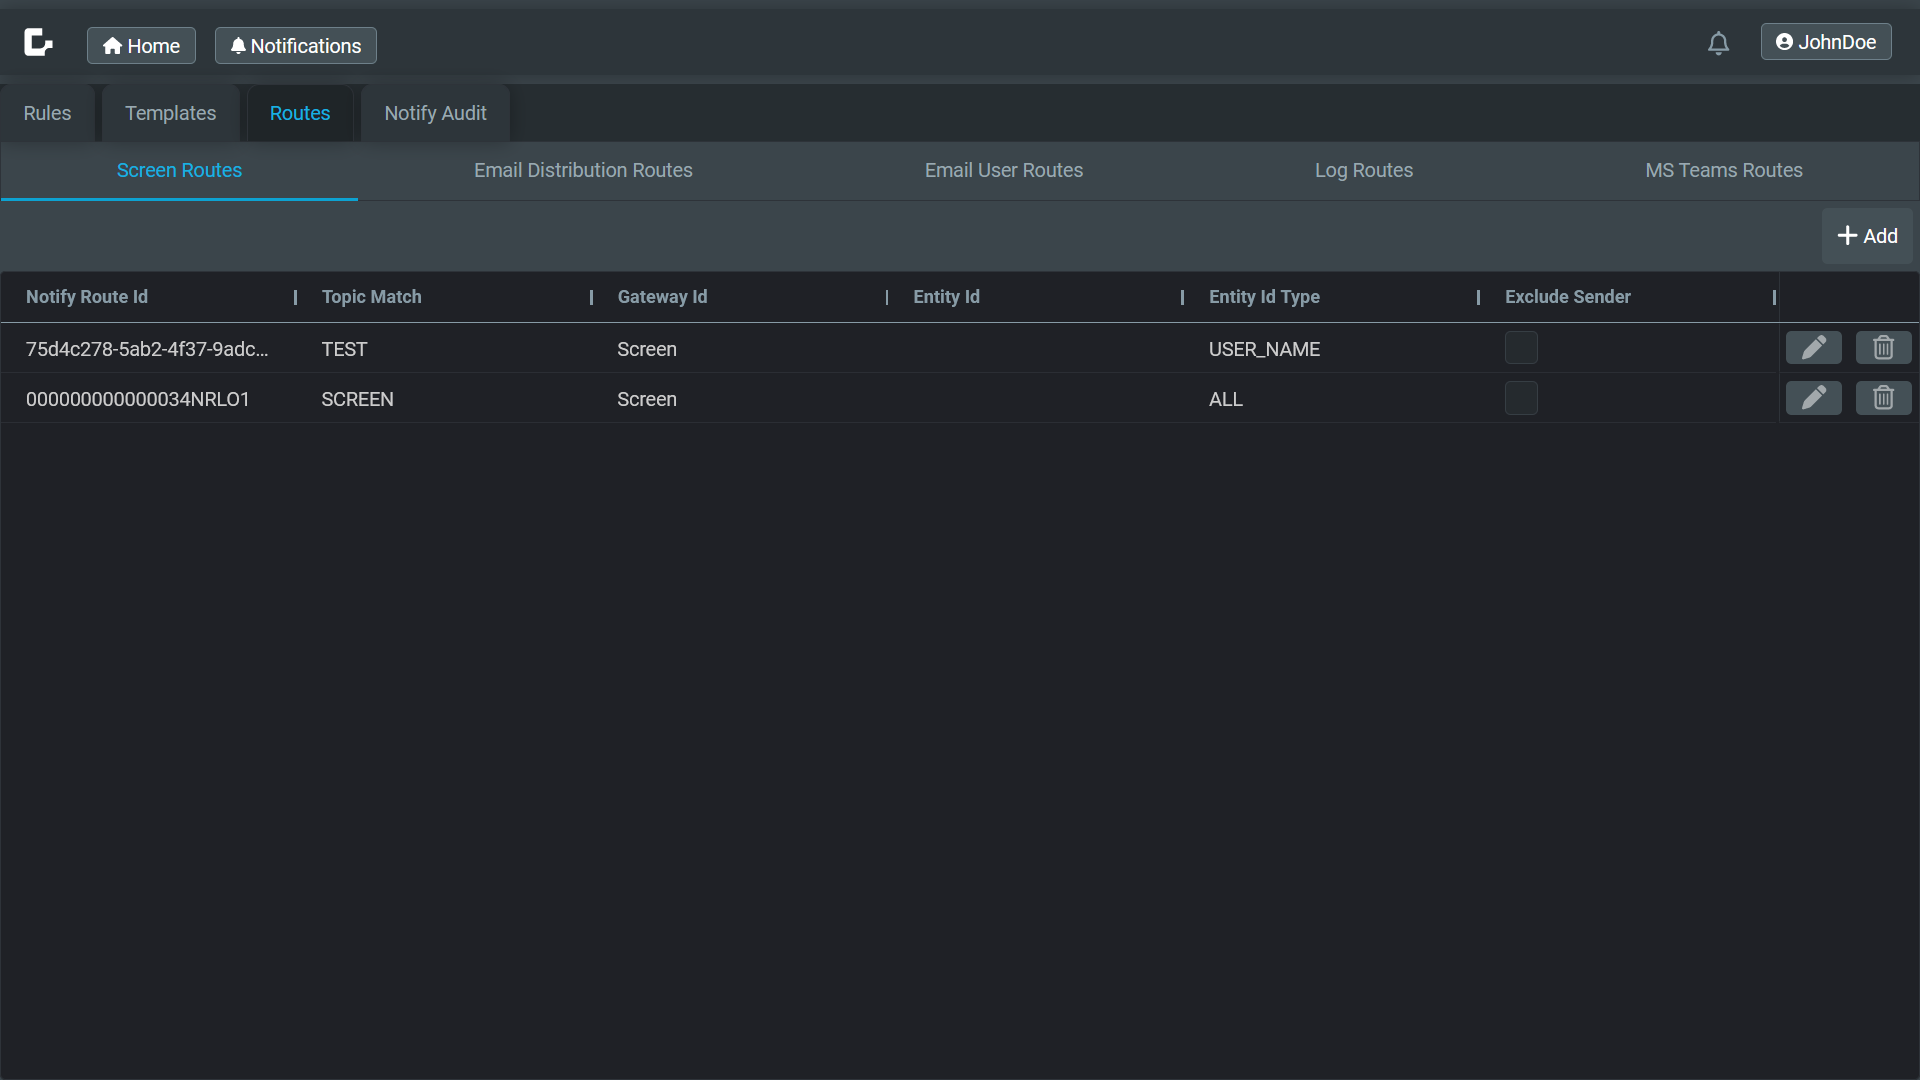 Home Notifications JohnDoe
Rules Templates Routes Notify Audit
Screen Routes Email Distribution Routes Email User Routes Log Routes MS Teams Routes
Add
Notify Route Id Topic Match Gateway Id Entity Id Entity Id Type Exclude Sender
75d4c278-5ab2-4f37-9adc... TEST Screen USER_NAME
000000000000034NRLO1 SCREEN Screen ALL